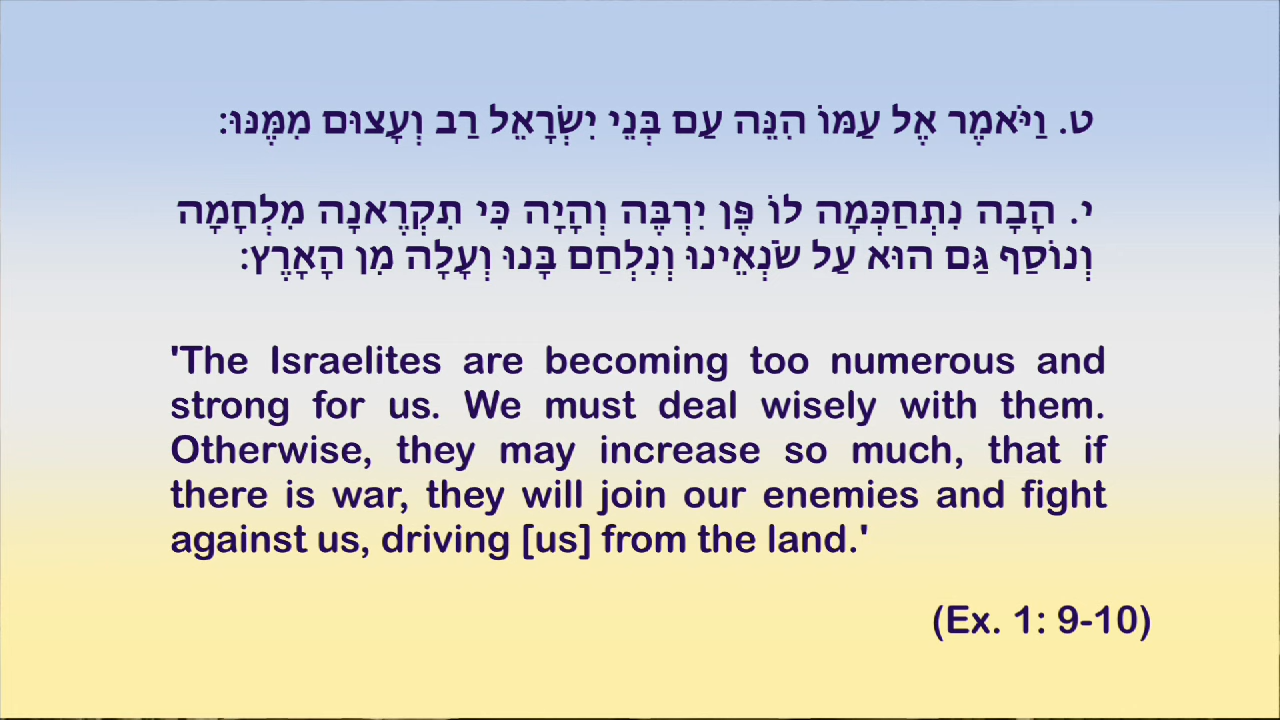 ט. וַיֹּאמֶר אֶל עַמּוֹ הִנֵּה עַם בְּנֵי יִשְׂרָאֵל רַב וְעָצוּם מִמֶּנּוּ:
י. הָבָה נִתְחַכְּמָה לוֹ פֶּן יִרְבֶּה וְהָיָה כִּי תִקְרֶאנָה מִלְחָמָה
וְנוֹסַף גַּם הוּא עַל שֹׂנְאֵינוּ וְנִלְחַם בָּנוּ וְעָלָה מִן הָאָרֶץ:
'The Israelites are becoming too numerous and
strong for us. We must deal wisely with them.
Otherwise, they may increase so much, that if
there is war, they will join our enemies and fight
against us, driving [us] from the land.'
(Ex. 1: 9-10)